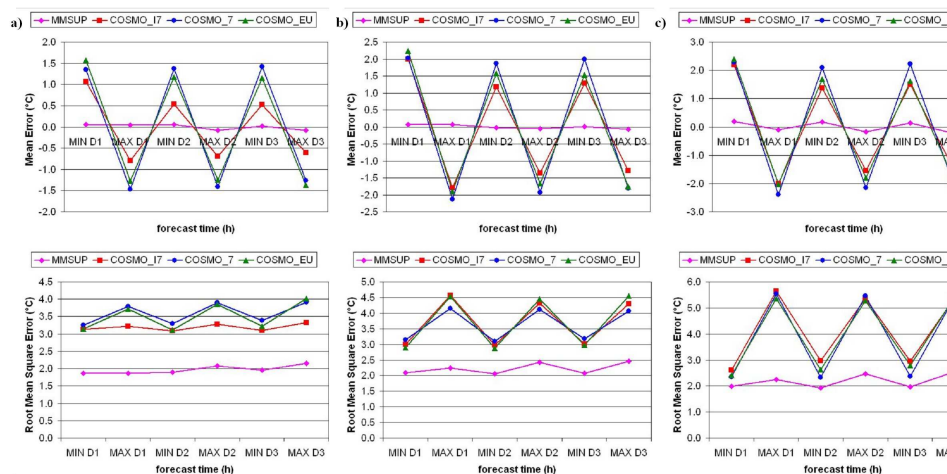 a)
MMSUP COSMO_I7 COSMO_7 COSMO_EU
2.0
1.5
1.0
0.5
0.0
-0.5
-1.0
-1.5
-2.0
Mean Error (°C)
MIN D1 MAX D1 MIN D2 MAX D2 MIN D3 MAX D3
forecast time (h)
b)
MMSUP COSMO_I7 COSMO_7 COSMO_EU
2.5
2.0
1.5
1.0
0.5
0.0
-0.5
-1.0
-1.5
-2.0
-2.5
Mean Error (°C)
MIN D1 MAX D1 MIN D2 MAX D2 MIN D3 MAX D3
forecast time (h)
c)
MMSUP COSMO_I7 COSMO_7 COSMO_
3.0
2.0
1.0
0.0
-1.0
-2.0
-3.0
Mean Error (°C)
MIN D1 MAX D1 MIN D2 MAX D2 MIN D3 MAX
forecast time (h)
MMSUP COSMO_I7 COSMO_7 COSMO_EU
4.5
4.0
3.5
3.0
2.5
2.0
1.5
1.0
0.5
0.0
Root Mean Square Error (°C)
MIN D1 MAX D1 MIN D2 MAX D2 MIN D3 MAX D3
forecast time (h)
MMSUP COSMO_I7 COSMO_7 COSMO_EU
5.0
4.5
4.0
3.5
3.0
2.5
2.0
1.5
1.0
0.5
0.0
Root Mean Square Error (°C)
MIN D1 MAX D1 MIN D2 MAX D2 MIN D3 MAX D3
forecast time (h)
MMSUP COSMO_I7 COSMO_7 COSMO_
6.0
5.0
4.0
3.0
2.0
1.0
0.0
Root Mean Square Error (°C)
MIN D1 MAX D1 MIN D2 MAX D2 MIN D3 MAX
forecast time (h)